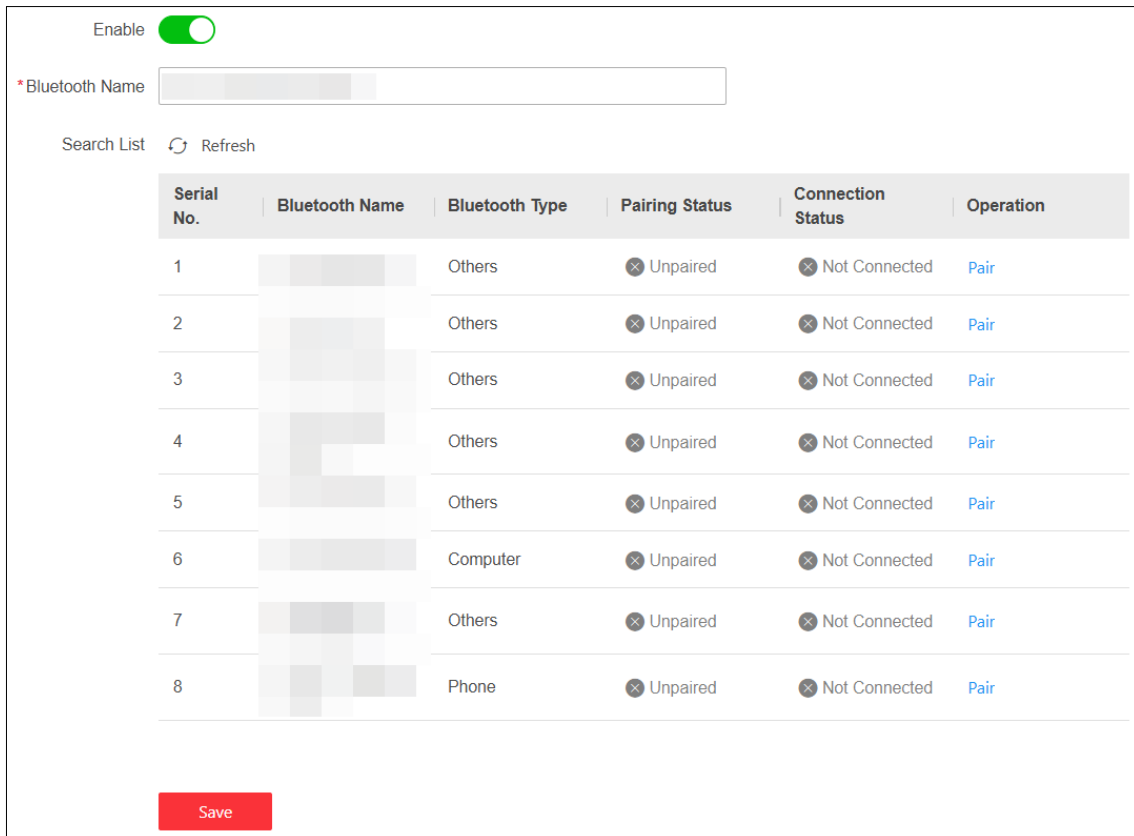 Enable
*Bluetooth Name
Search List Refresh
Serial No. Bluetooth Name Bluetooth Type Pairing Status Connection Status Operation
1 Others Unpaired Not Connected Pair
2 Others Unpaired Not Connected Pair
3 Others Unpaired Not Connected Pair
4 Others Unpaired Not Connected Pair
5 Others Unpaired Not Connected Pair
6 Computer Unpaired Not Connected Pair
7 Others Unpaired Not Connected Pair
8 Phone Unpaired Not Connected Pair
Save